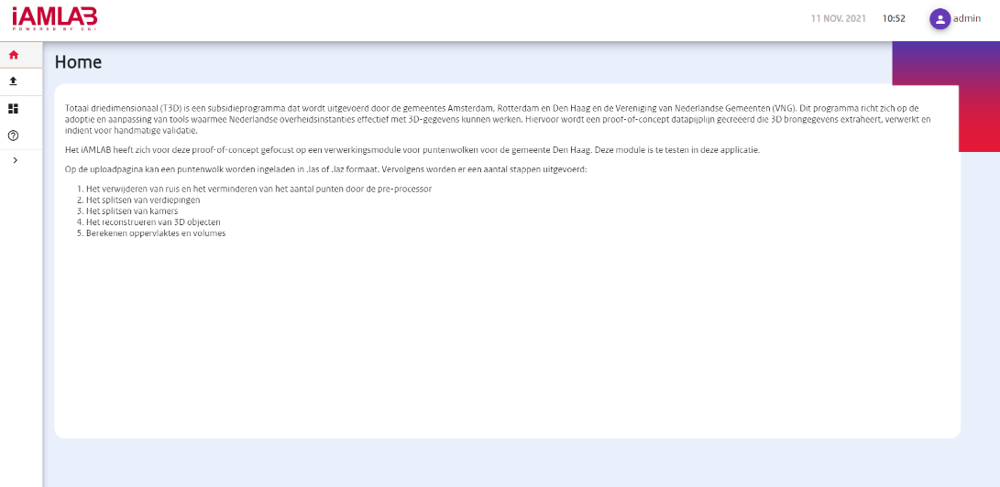 iAMLAB
POWERED BY CGI
11 NOV. 2021 10:52 admin
Home
Totaal driedimensionaal (T3D) is een subsidieprogramma dat wordt uitgevoerd door de gemeentes Amsterdam, Rotterdam en Den Haag en de Vereniging van Nederlandse Gemeenten (VNG). Dit programma richt zich op de
adoptie en aanpassing van tools waarmee Nederlandse overheidsinstanties effectief met 3D-gegevens kunnen werken. Hiervoor wordt een proof-of-concept datapijplijn gecreëerd die 3D brongegevens extraheert, verwerkt en
indient voor handmatige validatie.
Het iAMLAB heeft zich voor deze proof-of-concept gefocust op een verwerkingsmodule voor puntenwolken voor de gemeente Den Haag. Deze module is te testen in deze applicatie.
Op de uploadpagina kan een puntenwolk worden ingeladen in .las of .laz formaat. Vervolgens worden er een aantal stappen uitgevoerd:
1. Het verwijderen van ruis en het verminderen van het aantal punten door de pre-processor
2. Het splitsen van verdiepingen
3. Het splitsen van kamers
4. Het reconstrueren van 3D objecten
5. Berekenen oppervlaktes en volumes